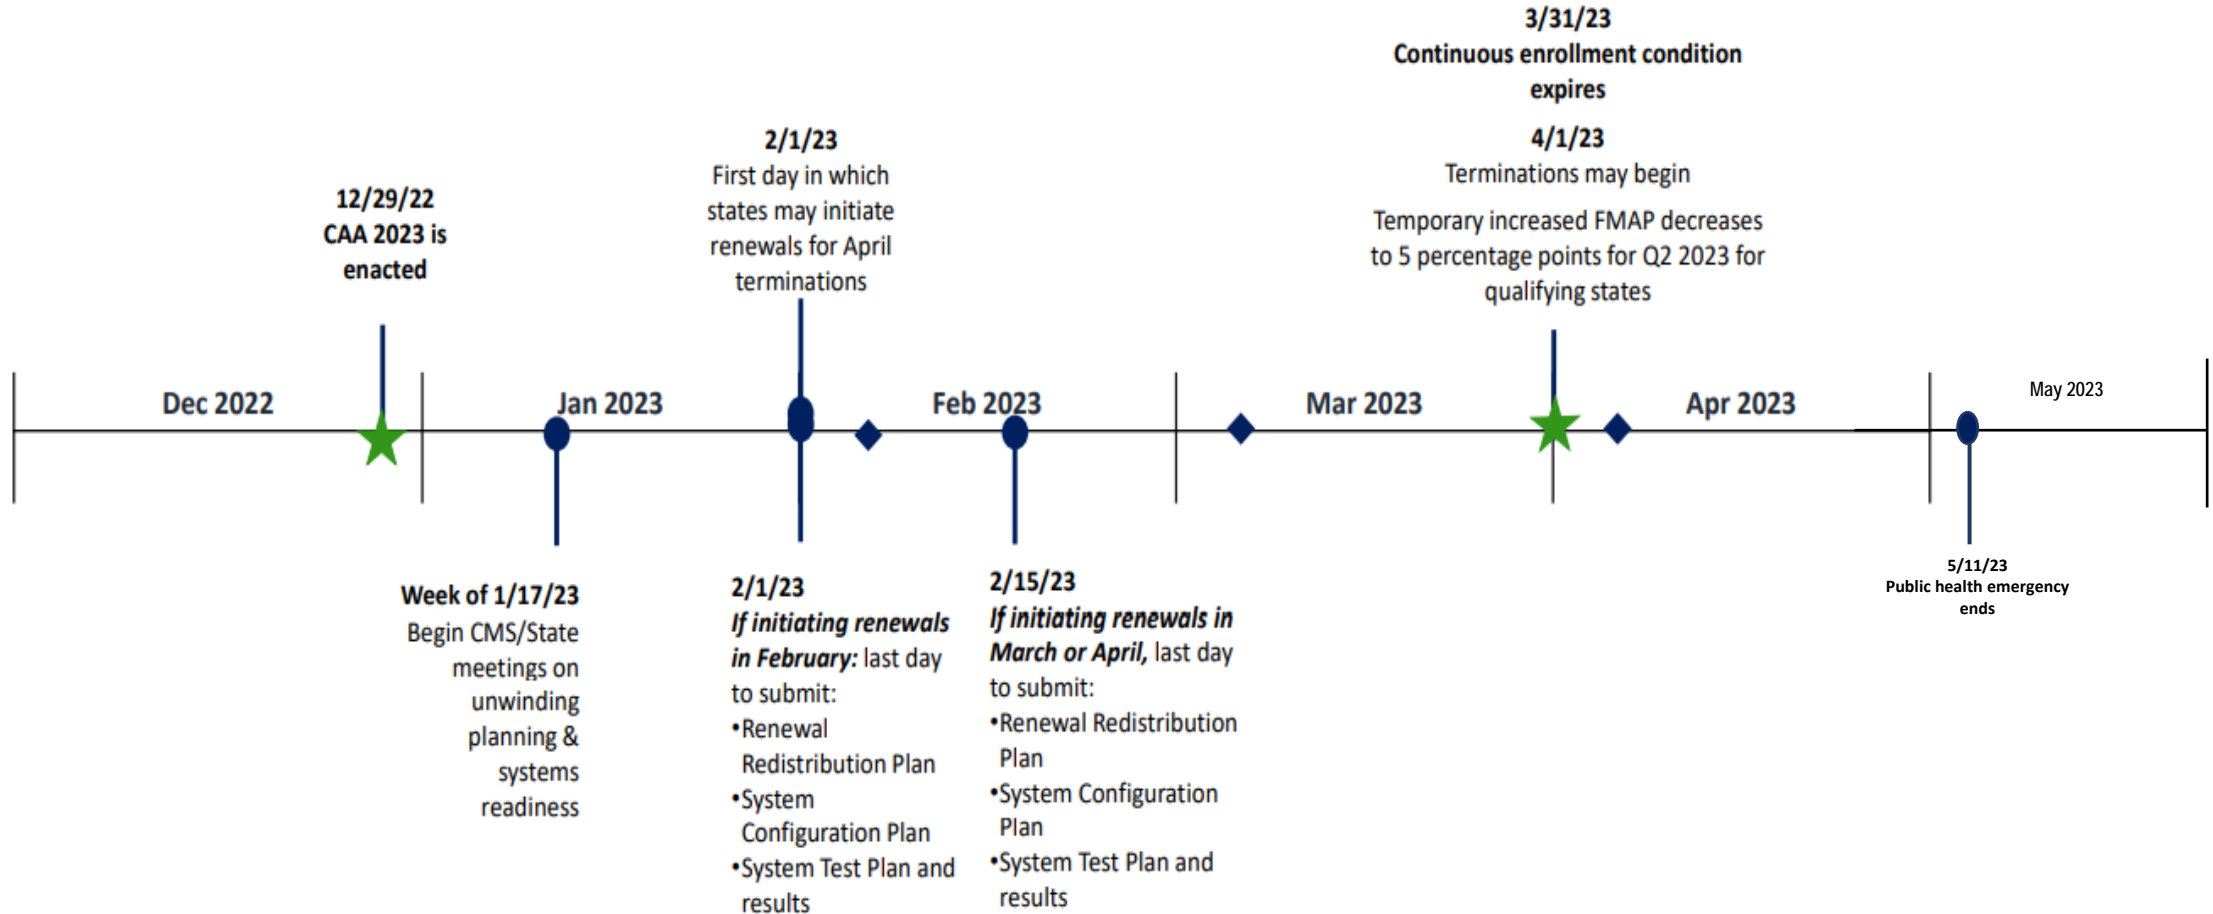 3/31/23
Continuous enrollment condition
expires
4/1/23
Terminations may begin
Temporary increased FMAP decreases
to 5 percentage points for Q2 2023 for
qualifying states
2/1/23
First day in which
states may initiate
renewals for April
terminations
12/29/22
CAA 2023 is
enacted
Dec 2022
Jan 2023
Feb 2023
Mar 2023
Apr 2023
May 2023
Week of 1/17/23
Begin CMS/State
meetings on
unwinding
planning &
systems
readiness
2/1/23
If initiating renewals
in February: last day
to submit:
•Renewal
Redistribution Plan
•System
Configuration Plan
•System Test Plan and
results
2/15/23
If initiating renewals in
March or April, last day
to submit:
•Renewal Redistribution
Plan
•System Configuration
Plan
•System Test Plan and
results
5/11/23
Public health emergency
ends